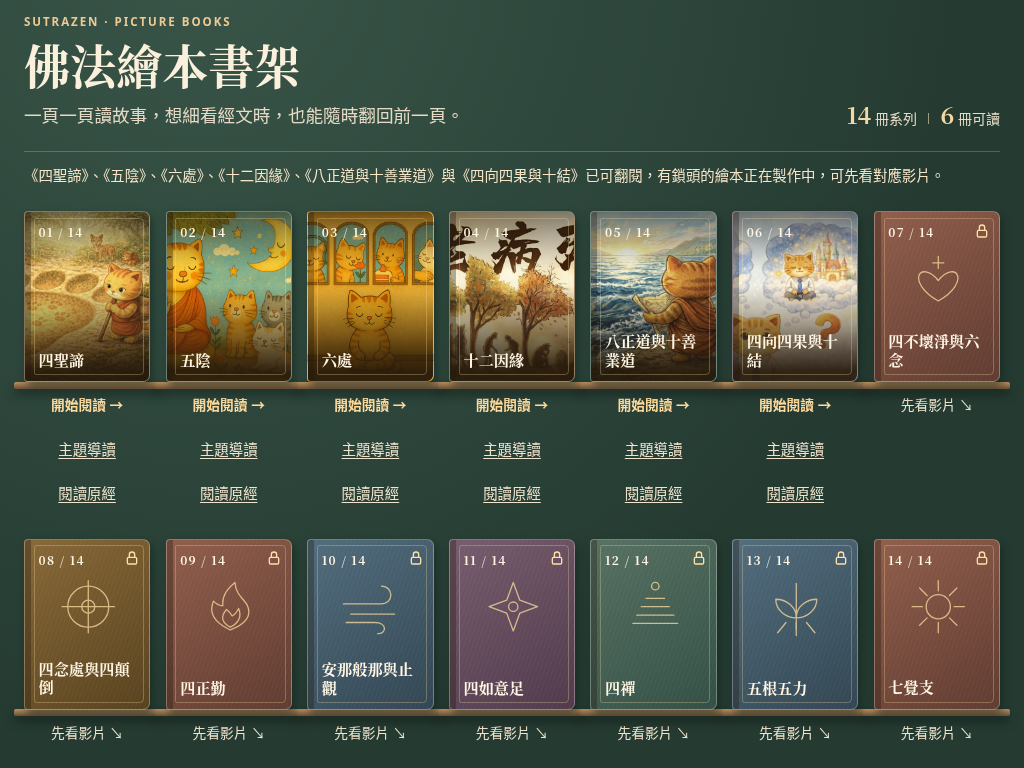 SUTRAZEN · PICTURE BOOKS
佛法繪本書架
一頁一頁讀故事，想細看經文時，也能隨時翻回前一頁。
14 冊系列 | 6 冊可讀
《四聖諦》、《五陰》、《六處》、《十二因緣》、《八正道與十善業道》與《四向四果與十結》已可翻閱，有鎖頭的繪本正在製作中，可先看對應影片。
01 / 14
四聖諦
開始閱讀 →
主題導讀
閱讀原經
02 / 14
五陰
開始閱讀 →
主題導讀
閱讀原經
03 / 14
六處
開始閱讀 →
主題導讀
閱讀原經
04 / 14
病
十二因緣
開始閱讀 →
主題導讀
閱讀原經
05 / 14
八正道與十善
業道
開始閱讀 →
主題導讀
閱讀原經
06 / 14
四向四果與十
結
開始閱讀 →
主題導讀
閱讀原經
07 / 14
四不壞淨與六
念
先看影片 ↘
08 / 14
四念處與四顛
倒
先看影片 ↘
09 / 14
四正勤
先看影片 ↘
10 / 14
安那般那與止
觀
先看影片 ↘
11 / 14
四如意足
先看影片 ↘
12 / 14
四禪
先看影片 ↘
13 / 14
五根五力
先看影片 ↘
14 / 14
七覺支
先看影片 ↘